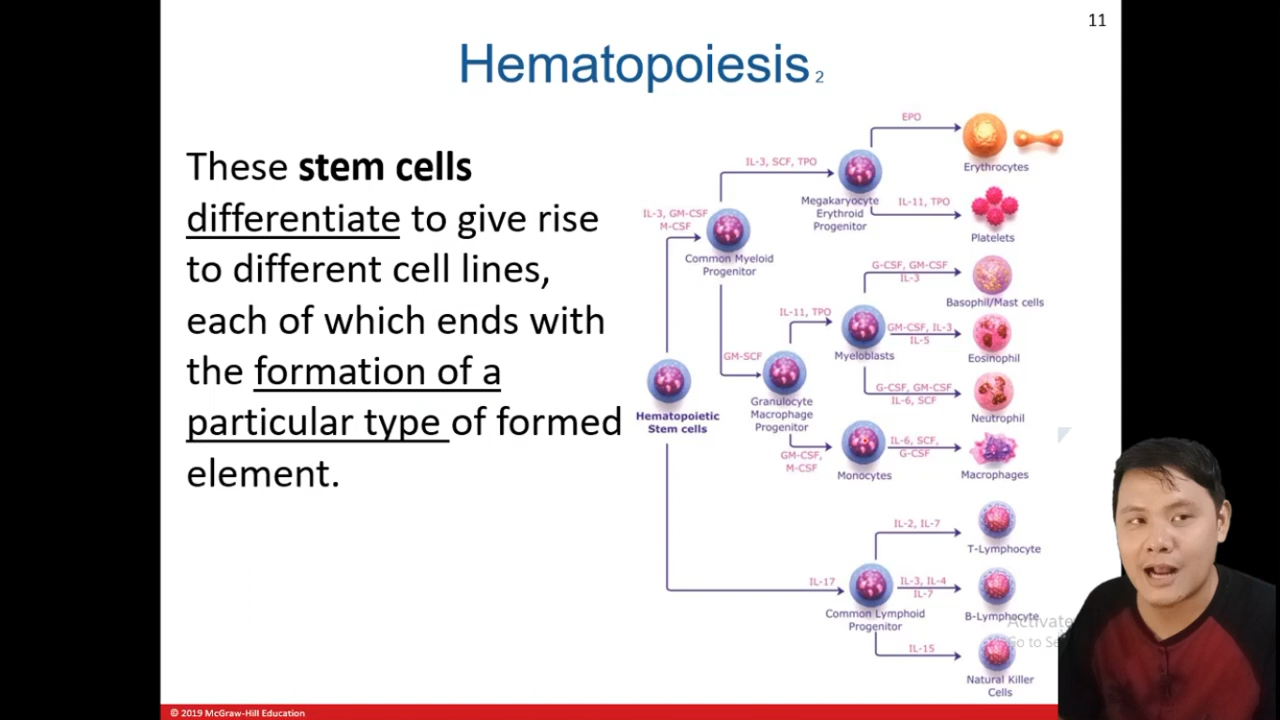 11
Hematopoiesis 2
These stem cells
differentiate to give rise
to different cell lines,
each of which ends with
the formation of a
particular type of formed
element.
EPO
Erythrocytes
IL-3, SCF, TPO
Megakaryocyte
Erythroid
Progenitor
IL-11, TPO
Platelets
IL-3, GM-CSF
M-CSF
Common Myeloid
Progenitor
G-CSF, GM-CSF
IL-3
Basophil/Mast cells
IL-11, TPO
Myeloblasts
GM-CSF, IL-3
IL-5
Eosinophil
GM-SCF
Granulocyte
Macrophage
Progenitor
G-CSF, GM-CSF
IL-6, SCF
Neutrophil
Hematopoietic
Stem cells
GM-CSF,
M-CSF
Monocytes
IL-6, SCF,
G-CSF
Macrophages
IL-2, IL-7
T-Lymphocyte
IL-17
Common Lymphoid
Progenitor
IL-3, IL-4
IL-7
B-Lymphocyte
IL-15
Natural Killer
Cells
Activate
Go to Se
© 2019 McGraw-Hill Education